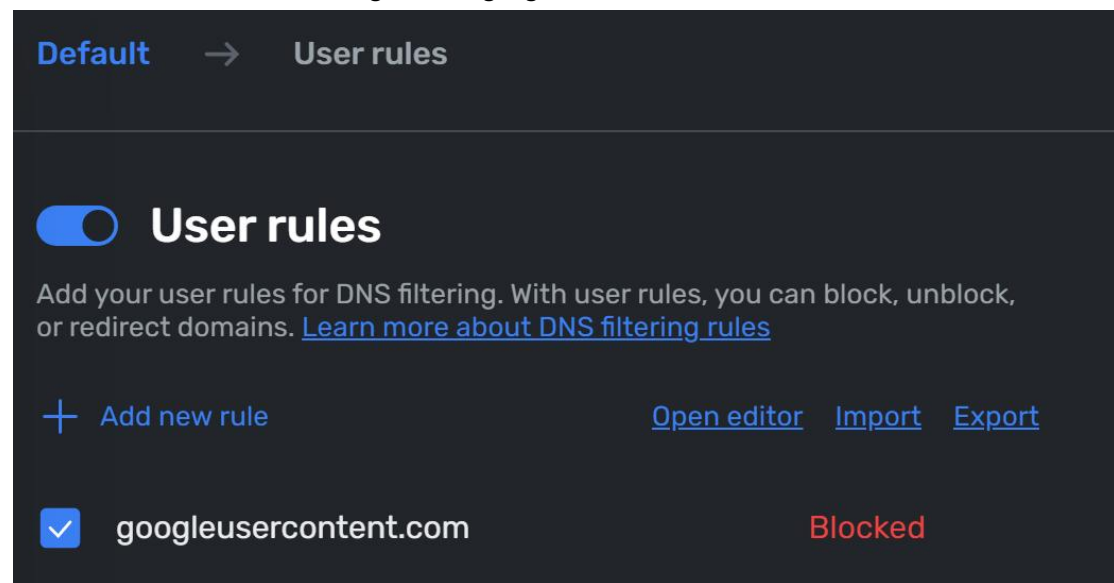 Default → User rules
User rules
Add your user rules for DNS filtering. With user rules, you can block, unblock,
or redirect domains. Learn more about DNS filtering rules
+ Add new rule Open editor Import Export
googleusercontent.com Blocked